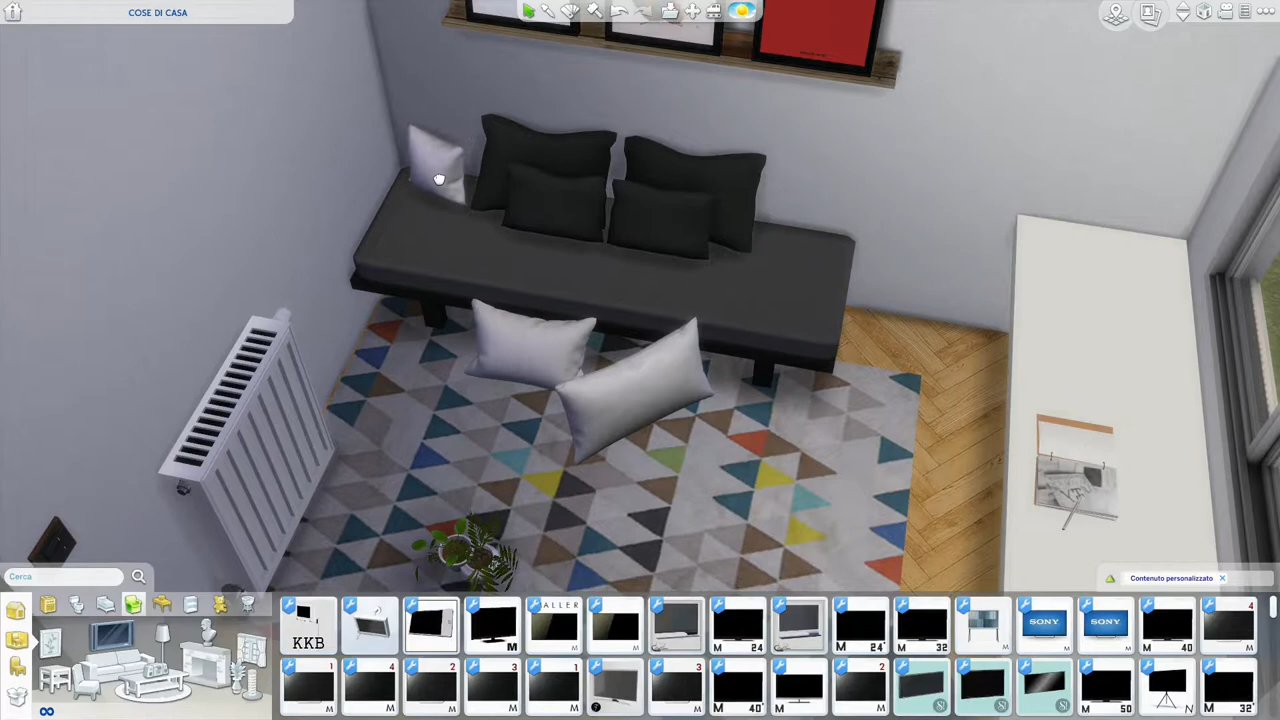 COSE DI CASA
Cerca
Contenuto personalizzato
KKB
M
ALLER
M 24
M 24'
M 32
SONY
M
SONY
M
M 40
4
1
M
4
M
2
M
3
M
1
M
3
M
M 40'
M
2
M
S
S
S
M 50
N
M 32'